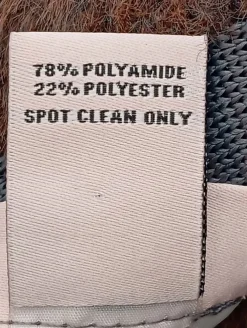 78% POLYAMIDE
22% POLYESTER
SPOT CLEAN ONLY